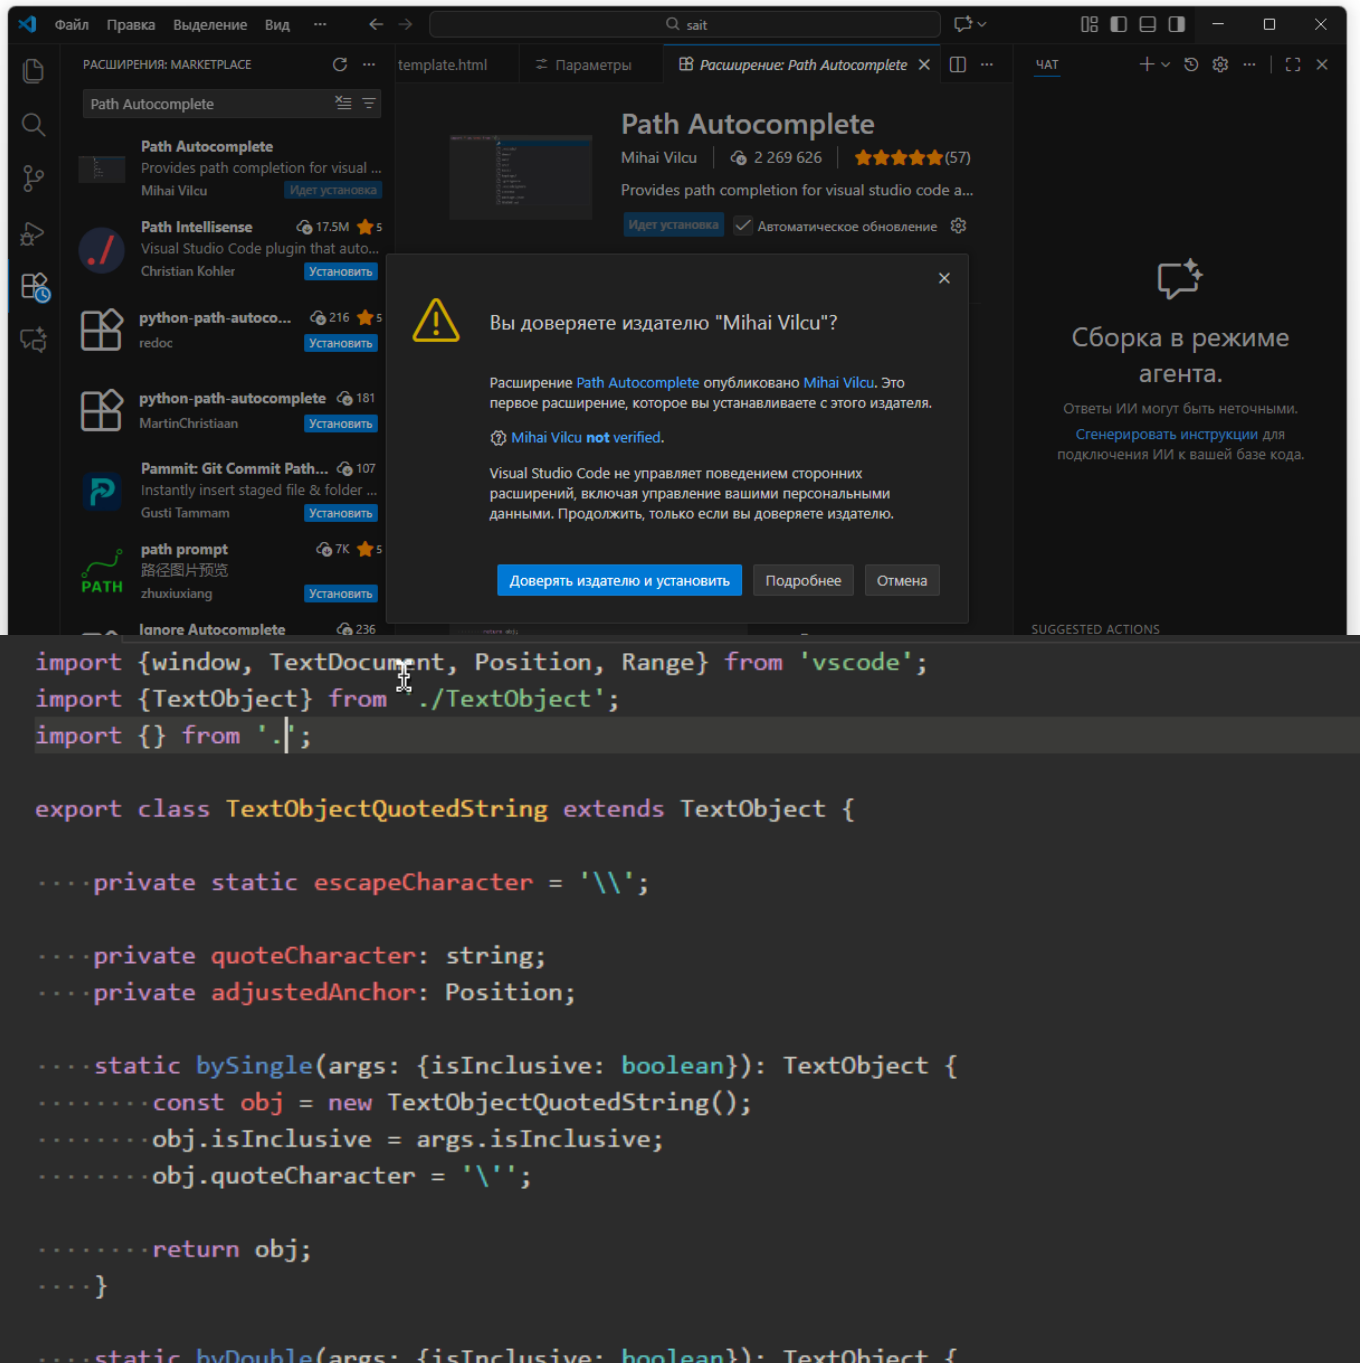 Файл Правка Выделение Вид ··· sait
РАСШИРЕНИЯ: MARKETPLACE
template.html
Параметры
Расширение: Path Autocomplete
ЧАТ
Path Autocomplete
Path Autocomplete
Provides path completion for visual ...
Mihai Vilcu
Идет установка
Path Intellisense 17.5M 5
Visual Studio Code plugin that auto...
Christian Kohler
Установить
python-path-autoco... 216 5
redoc
Установить
python-path-autocomplete 181
MartinChristiaan
Установить
Pammit: Git Commit Path... 107
Instantly insert staged file & folder ...
Gusti Tammam
Установить
path prompt 7K 5
路径图片预览
PATH
zhuxiuxiang
Установить
Ignore Autocomplete 236
Path Autocomplete
Mihai Vilcu 2 269 626 (57)
Provides path completion for visual studio code a...
Идет установка
Автоматическое обновление
Вы доверяете издателю "Mihai Vilcu"?
Расширение Path Autocomplete опубликовано Mihai Vilcu. Это
первое расширение, которое вы устанавливаете с этого издателя.
Mihai Vilcu not verified.
Visual Studio Code не управляет поведением сторонних
расширений, включая управление вашими персональными
данными. Продолжить, только если вы доверяете издателю.
Доверять издателю и установить
Подробнее
Отмена
Сборка в режиме
агента.
Ответы ИИ могут быть неточными.
Сгенерировать инструкции для
подключения ИИ к вашей базе кода.
SUGGESTED ACTIONS
import {window, TextDocument, Position, Range} from 'vscode';
import {TextObject} from './TextObject';
import {} from '.';
export class TextObjectQuotedString extends TextObject {
····private static escapeCharacter = '\\';
····private quoteCharacter: string;
····private adjustedAnchor: Position;
····static bySingle(args: {isInclusive: boolean}): TextObject {
········const obj = new TextObjectQuotedString();
········obj.isInclusive = args.isInclusive;
········obj.quoteCharacter = '\'';
········return obj;
····}
····static byDouble(args: {isInclusive: boolean}): TextObject {